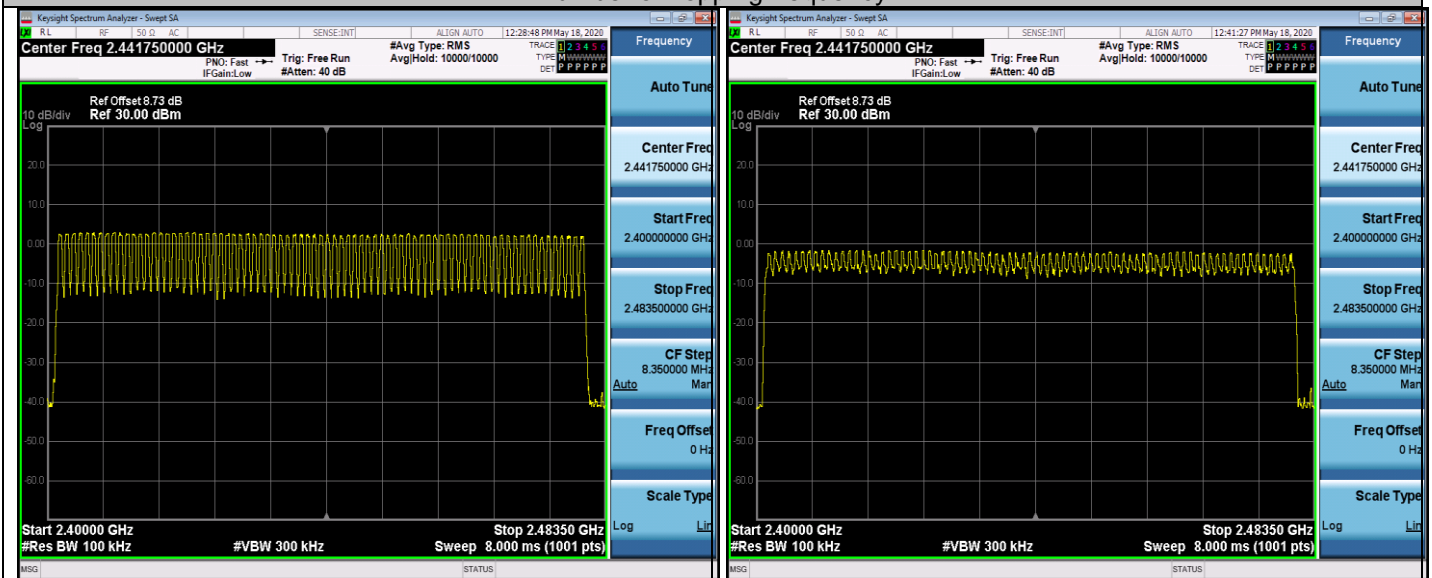 Keysight Spectrum Analyzer - Swept SA
RL RF 50 Ω AC SENSE:INT ALIGN AUTO 12:28:48 PM May 18, 2020
Center Freq 2.441750000 GHz
PNO: Fast
IFGain:Low
Trig: Free Run
#Atten: 40 dB
#Avg Type: RMS
Avg|Hold: 10000/10000
TRACE 1 2 3 4 5 6
TYPE M W W W W W
DET P P P P P P
Ref Offset 8.73 dB
10 dB/div Ref 30.00 dBm
Log
20.0
10.0
0.00
-10.0
-20.0
-30.0
-40.0
-50.0
-60.0
Start 2.40000 GHz Stop 2.48350 GHz
#Res BW 100 kHz #VBW 300 kHz Sweep 8.000 ms (1001 pts)
MSG STATUS
Frequency
Auto Tune
Center Freq
2.441750000 GHz
Start Freq
2.400000000 GHz
Stop Freq
2.483500000 GHz
CF Step
8.350000 MHz
Auto Man
Freq Offset
0 Hz
Scale Type
Log Lin
Keysight Spectrum Analyzer - Swept SA
RL RF 50 Ω AC SENSE:INT ALIGN AUTO 12:41:27 PM May 18, 2020
Center Freq 2.441750000 GHz
PNO: Fast
IFGain:Low
Trig: Free Run
#Atten: 40 dB
#Avg Type: RMS
Avg|Hold: 10000/10000
TRACE 1 2 3 4 5 6
TYPE M W W W W W
DET P P P P P P
Ref Offset 8.73 dB
10 dB/div Ref 30.00 dBm
Log
20.0
10.0
0.00
-10.0
-20.0
-30.0
-40.0
-50.0
-60.0
Start 2.40000 GHz Stop 2.48350 GHz
#Res BW 100 kHz #VBW 300 kHz Sweep 8.000 ms (1001 pts)
MSG STATUS
Frequency
Auto Tune
Center Freq
2.441750000 GHz
Start Freq
2.400000000 GHz
Stop Freq
2.483500000 GHz
CF Step
8.350000 MHz
Auto Man
Freq Offset
0 Hz
Scale Type
Log Lin